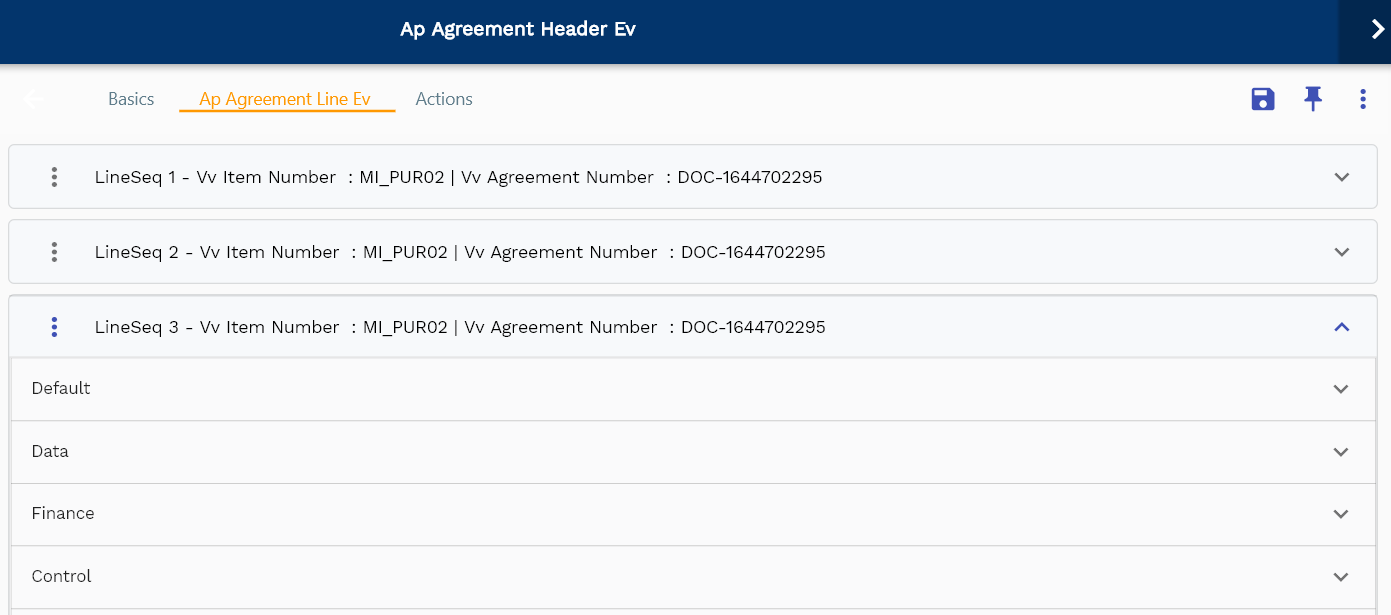 Ap Agreement Header Ev
Basics Ap Agreement Line Ev Actions
LineSeq 1 - Vv Item Number : MI_PUR02 | Vv Agreement Number : DOC-1644702295
LineSeq 2 - Vv Item Number : MI_PUR02 | Vv Agreement Number : DOC-1644702295
LineSeq 3 - Vv Item Number : MI_PUR02 | Vv Agreement Number : DOC-1644702295
Default
Data
Finance
Control